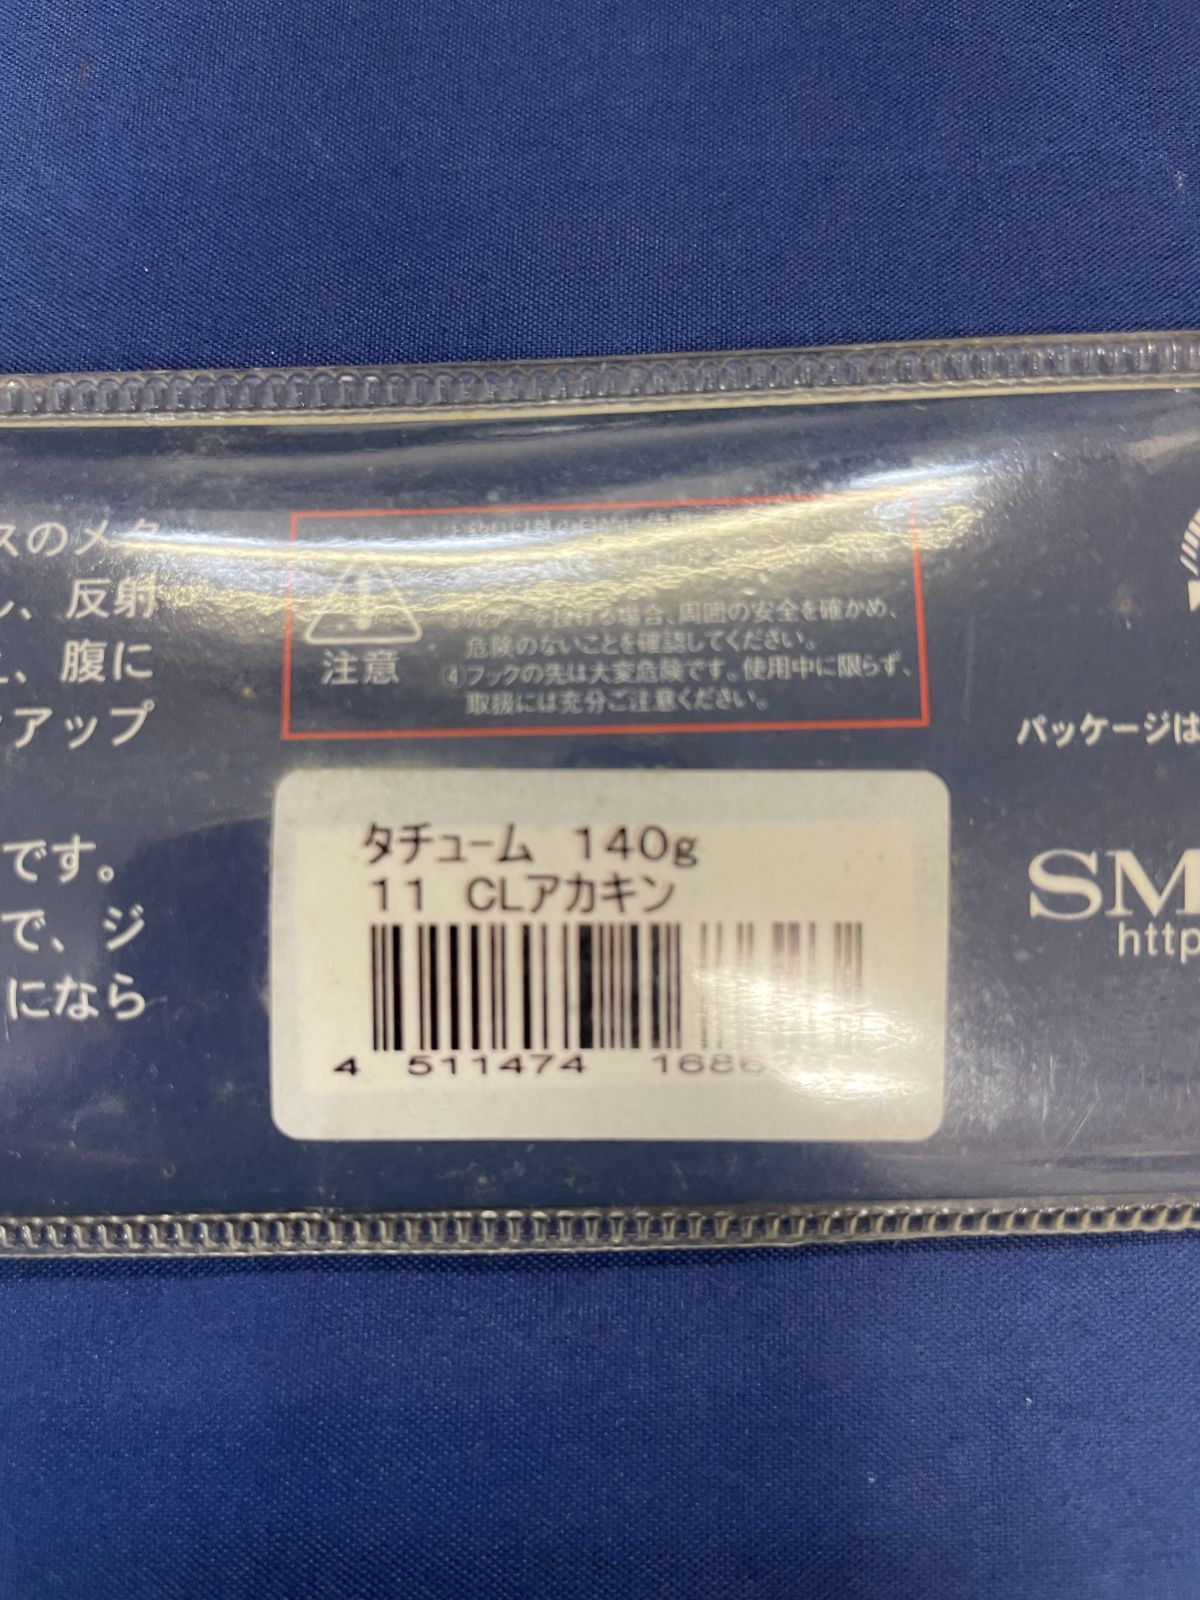 スのメタ
、反射
、腹に
アップ
です。
で、ジ
になら
注意
ルアーを投げる場合、周囲の安全を確かめ、
危険のないことを確認してください。
④フックの先は大変危険です。使用中に限らず、
取扱には充分ご注意ください。
パッケージは
SM
http
タチューム 140g
11 CLアカキン
4 511474 168